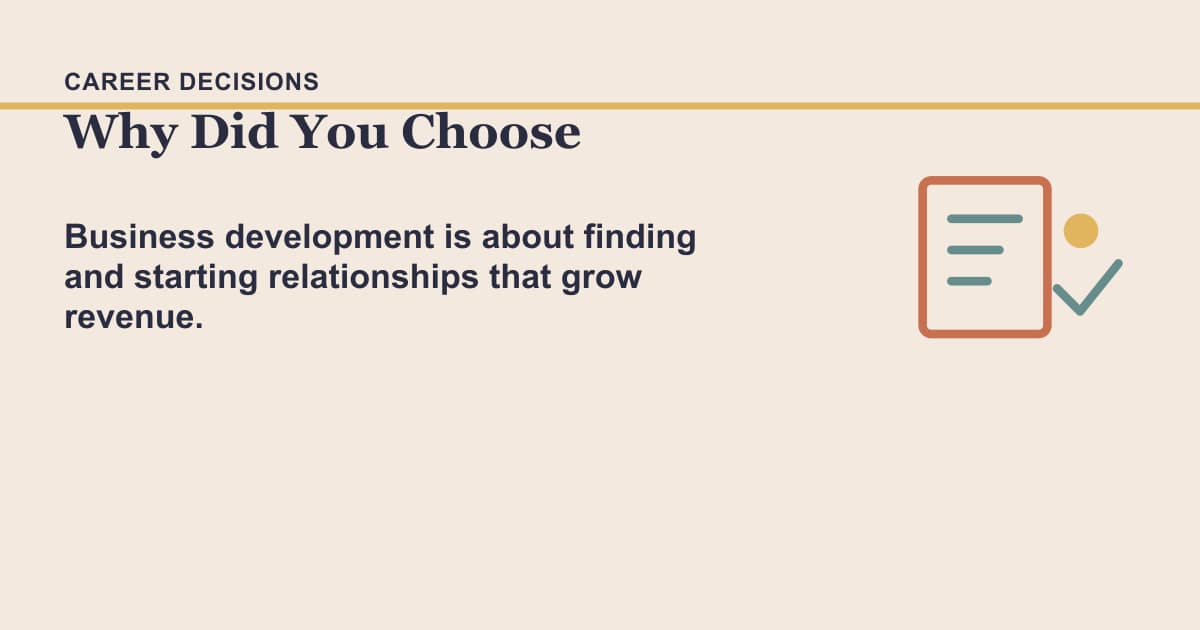 CAREER DECISIONS
Why Did You Choose
Business development is about finding
and starting relationships that grow
revenue.